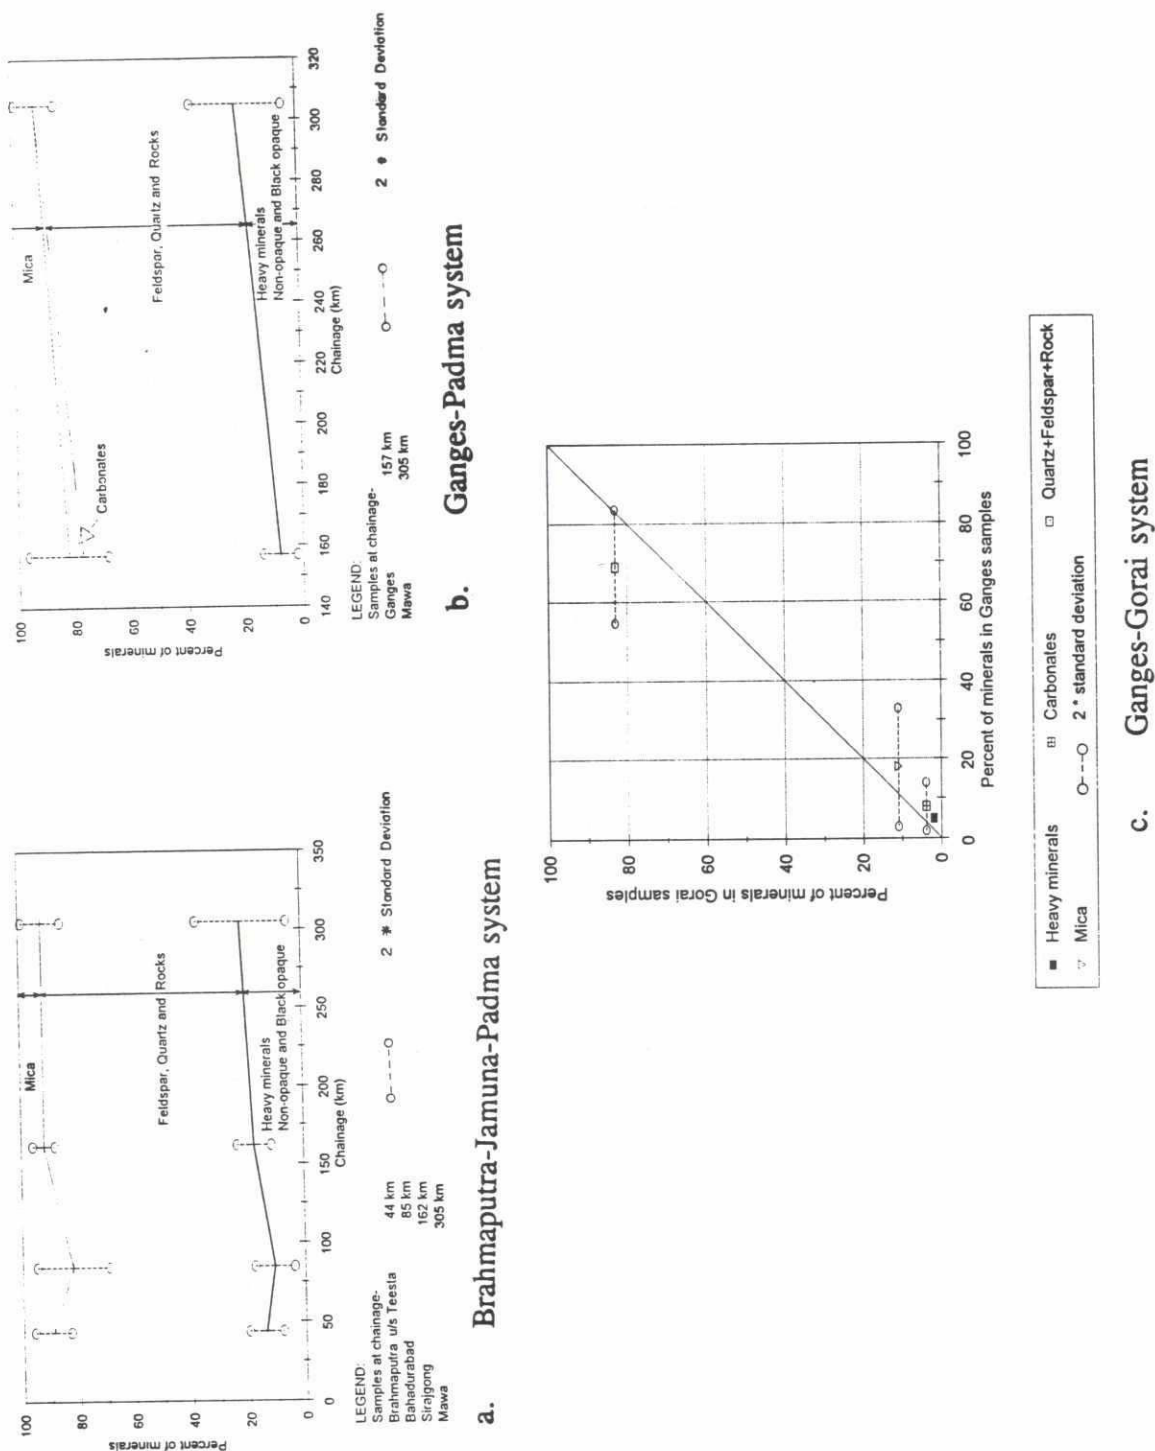 Percent of minerals
100
80
60
40
20
0
Mica
Feldspar, Quartz and Rocks
Heavy minerals
Non-opaque and Black opaque
0
50
100
150
200
250
300
350
Chainage (km)
LEGEND:
Samples at chainage-
Brahmaputra u/s Teesta 44 km
Bahadurabad 85 km
Sirajgong 162 km
Mawa 305 km
2 * Standard Deviation
a. Brahmaputra-Jamuna-Padma system
Percent of minerals
100
80
60
40
20
0
Mica
Carbonates
Feldspar, Quartz and Rocks
Heavy minerals
Non-opaque and Black opaque
140
160
180
200
220
240
260
280
300
320
Chainage (km)
LEGEND:
Samples at chainage-
Ganges 157 km
Mawa 305 km
2 * Standard Deviation
b. Ganges-Padma system
Percent of minerals in Gorai samples
100
80
60
40
20
0
0
20
40
60
80
100
Percent of minerals in Ganges samples
Heavy minerals Carbonates Quartz+Feldspar+Rock
Mica 2 * standard deviation
c. Ganges-Gorai system